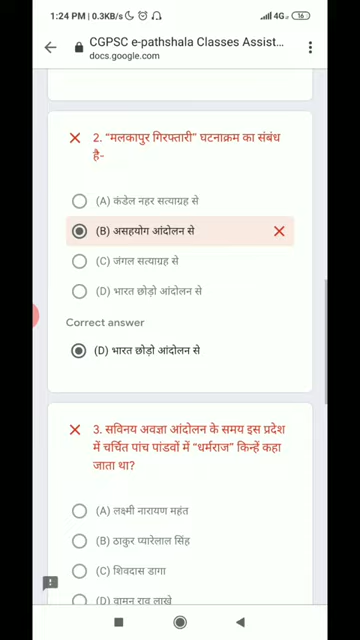 1:24 PM | 0.3KB/s
4G 16
CGPSC e-pathshala Classes Assist...
docs.google.com
2. "मलकापुर गिरफ्तारी" घटनाक्रम का संबंध
है-
(A) कंडेल नहर सत्याग्रह से
(B) असहयोग आंदोलन से
(C) जंगल सत्याग्रह से
(D) भारत छोड़ो आंदोलन से
Correct answer
(D) भारत छोड़ो आंदोलन से
3. सविनय अवज्ञा आंदोलन के समय इस प्रदेश
में चर्चित पांच पांडवों में "धर्मराज" किन्हें कहा
जाता था?
(A) लक्ष्मी नारायण महंत
(B) ठाकुर प्यारेलाल सिंह
(C) शिवदास डागा
(D) वामन राव लाखे